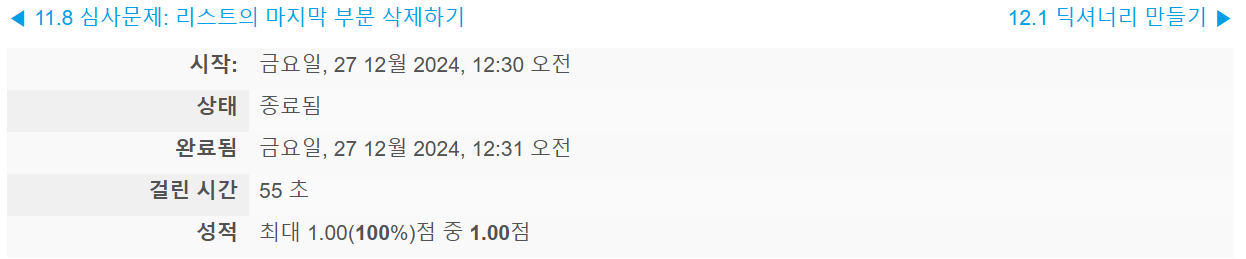 ◀ 11.8 심사문제: 리스트의 마지막 부분 삭제하기
12.1 딕셔너리 만들기 ▶
시작: 금요일, 27 12월 2024, 12:30 오전
상태 종료됨
완료됨 금요일, 27 12월 2024, 12:31 오전
걸린 시간 55 초
성적 최대 1.00(100%)점 중 1.00점